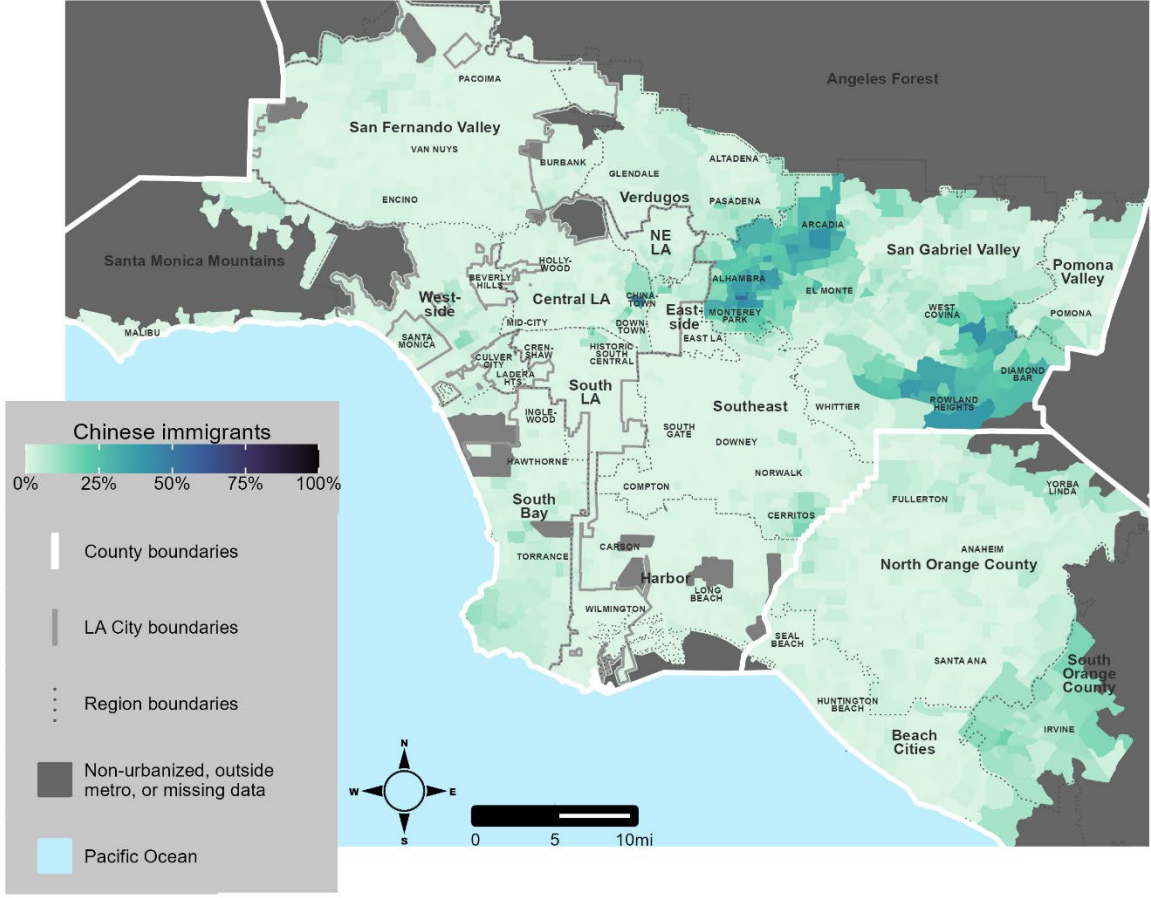 Angeles Forest
PACOIMA
San Fernando Valley
VAN NUYS
BURBANK
ALTADENA
GLENDALE
ENCINO
Verdugos
PASADENA
ARCADIA
NE
LA
San Gabriel Valley
Santa Monica Mountains
HOLLY-
WOOD
Pomona
Valley
BEVERLY
HILLS
ALHAMBRA
EL MONTE
West-
side
Central LA
CHINA-
TOWN
East-
side
MONTEREY
PARK
WEST
COVINA
POMONA
MALIBU
MID-CITY
DOWN-
TOWN
EAST LA
SANTA
MONICA
CULVER
CITY
CREN-
SHAW
HISTORIC
SOUTH
CENTRAL
LADERA
HTS.
DIAMOND
BAR
South
LA
ROWLAND
HEIGHTS
INGLE-
WOOD
Southeast
WHITTIER
SOUTH
GATE
DOWNEY
HAWTHORNE
NORWALK
COMPTON
YORBA
LINDA
FULLERTON
South
Bay
CERRITOS
TORRANCE
CARSON
ANAHEIM
North Orange County
Harbor
LONG
BEACH
WILMINGTON
SEAL
BEACH
SANTA ANA
South
Orange
County
HUNTINGTON
BEACH
IRVINE
Beach
Cities
Chinese immigrants
0% 25% 50% 75% 100%
County boundaries
LA City boundaries
Region boundaries
Non-urbanized, outside
metro, or missing data
Pacific Ocean
N
W E
S
0 5 10mi